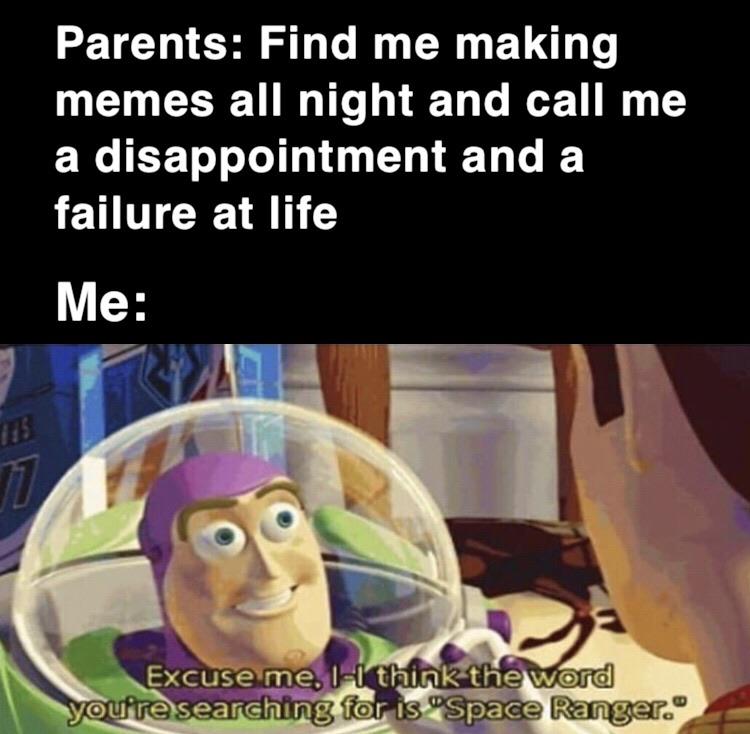 Parents: Find me making
memes all night and call me
a disappointment and a
failure at life
Me:
Excuse me, I-I think the word
you're searching for is "Space Ranger."